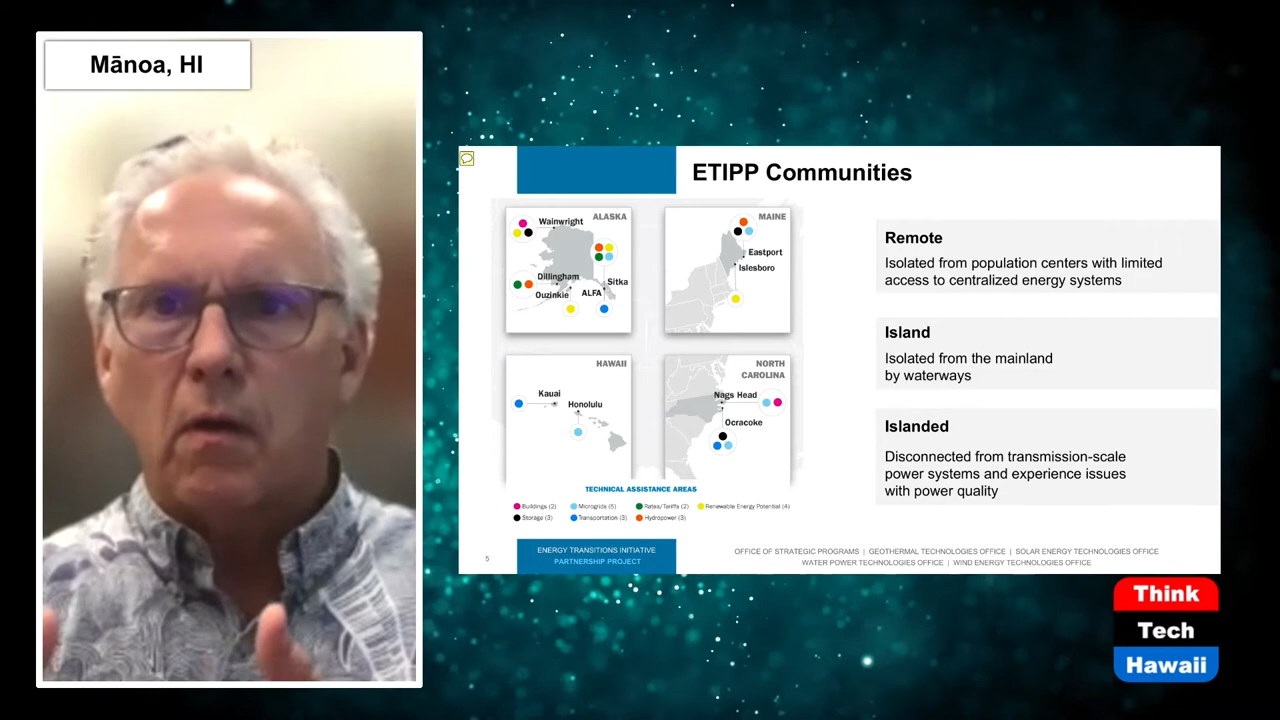 Mānoa, HI
ETIPP Communities
ALASKA
Wainwright
Dillingham
Ouzinkie
ALFA
Sitka
MAINE
Eastport
Islesboro
HAWAII
Kauai
Honolulu
NORTH
CAROLINA
Nags Head
Ocracoke
TECHNICAL ASSISTANCE AREAS
Buildings (2) Microgrids (5) Rates/Tariffs (2) Renewable Energy Potential (4)
Storage (3) Transportation (3) Hydropower (3)
Remote
Isolated from population centers with limited
access to centralized energy systems
Island
Isolated from the mainland
by waterways
Islanded
Disconnected from transmission-scale
power systems and experience issues
with power quality
5
ENERGY TRANSITIONS INITIATIVE
PARTNERSHIP PROJECT
OFFICE OF STRATEGIC PROGRAMS | GEOTHERMAL TECHNOLOGIES OFFICE | SOLAR ENERGY TECHNOLOGIES OFFICE
WATER POWER TECHNOLOGIES OFFICE | WIND ENERGY TECHNOLOGIES OFFICE
Think
Tech
Hawaii